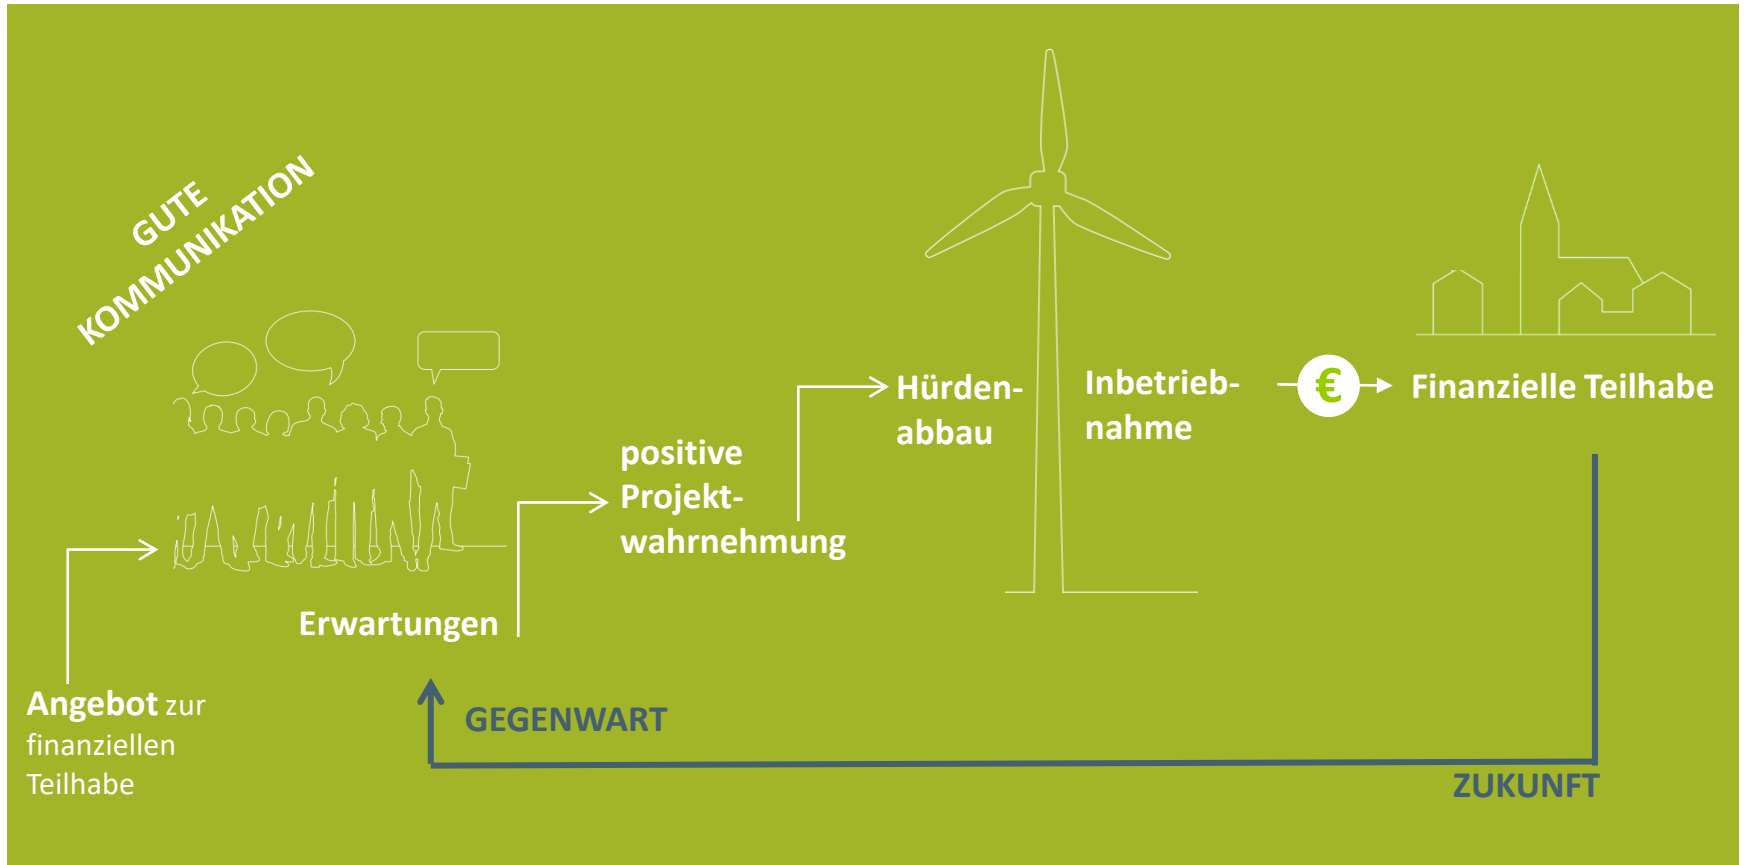 GUTE
KOMMUNIKATION
Angebot zur
finanziellen
Teilhabe
Erwartungen
positive
Projekt-
wahrnehmung
Hürden-
abbau
Inbetrieb-
nahme
€
Finanzielle Teilhabe
GEGENWART
ZUKUNFT